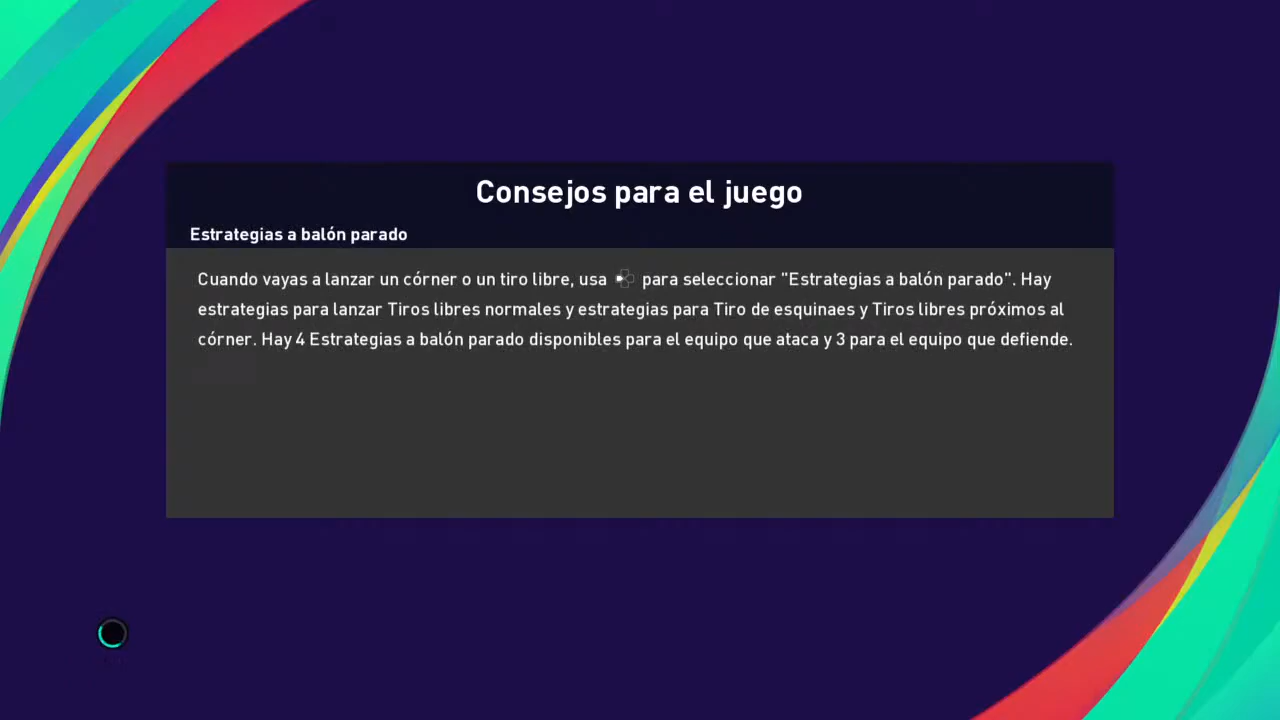 Consejos para el juego
Estrategias a balón parado
Cuando vayas a lanzar un córner o un tiro libre, usa para seleccionar "Estrategias a balón parado". Hay
estrategias para lanzar Tiros libres normales y estrategias para Tiro de esquinaes y Tiros libres próximos al
córner. Hay 4 Estrategias a balón parado disponibles para el equipo que ataca y 3 para el equipo que defiende.